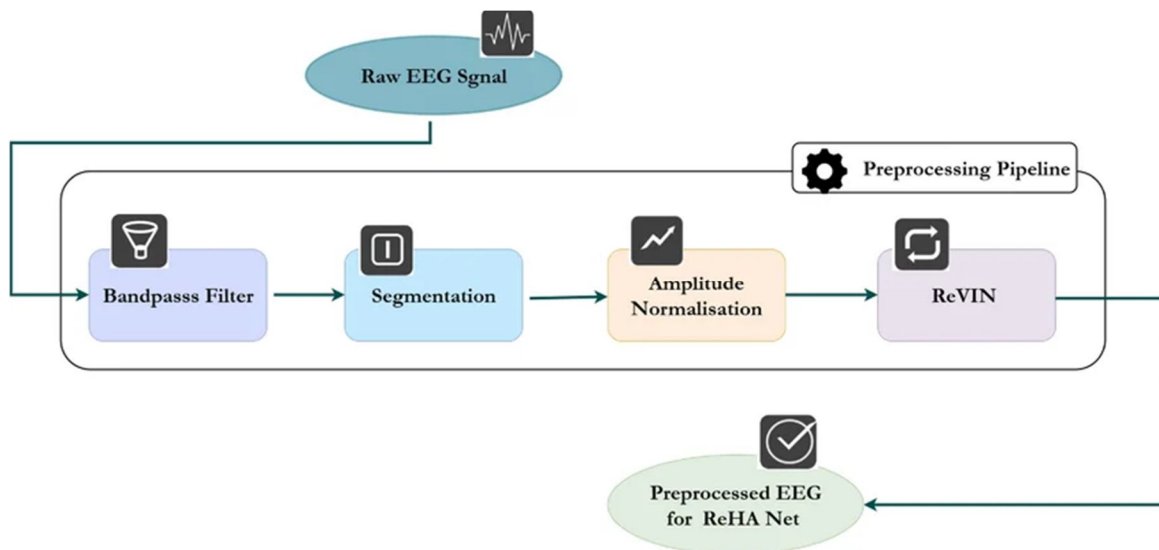 Raw EEG Sgnal
Preprocessing Pipeline
Bandpasss Filter
Segmentation
Amplitude
Normalisation
ReVIN
Preprocessed EEG
for ReHA Net